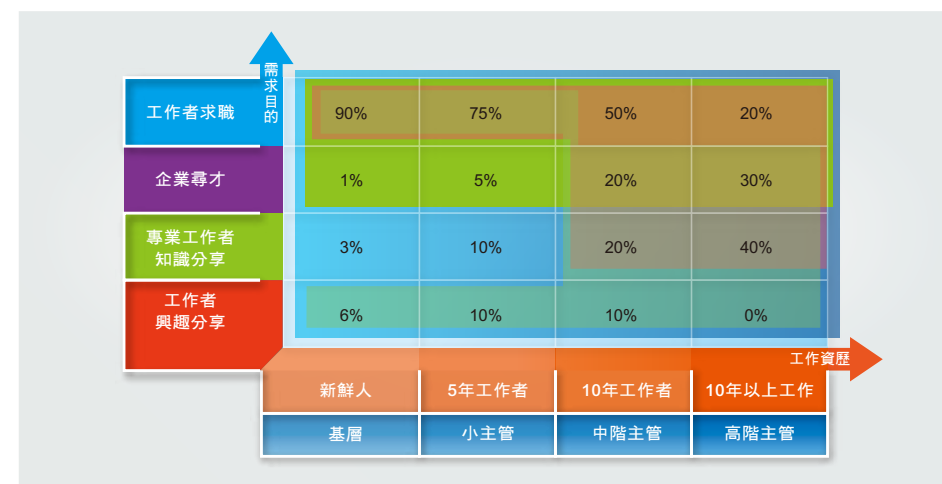 需求目的
工作者求職
90% 75% 50% 20%
企業尋才
1% 5% 20% 30%
專業工作者
知識分享
3% 10% 20% 40%
工作者
興趣分享
6% 10% 10% 0%
工作資歷
新鮮人 5年工作者 10年工作者 10年以上工作
基層 小主管 中階主管 高階主管